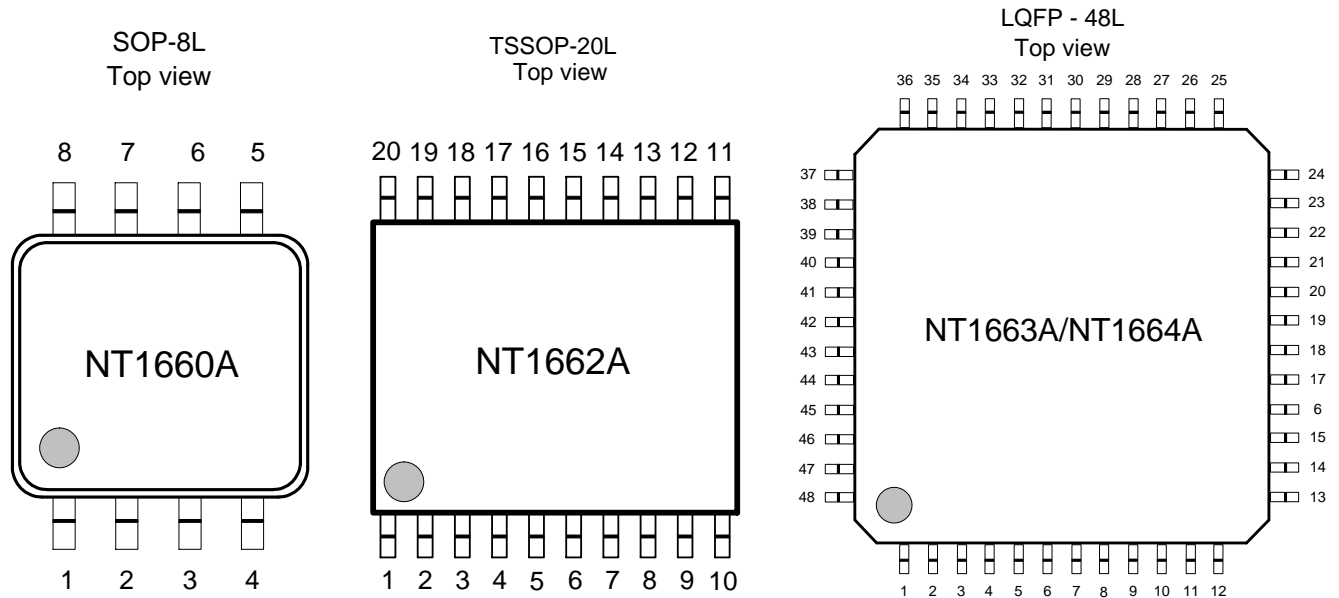 SOP-8L
Top view
8 7 6 5
NT1660A
1 2 3 4
TSSOP-20L
Top view
20 19 18 17 16 15 14 13 12 11
NT1662A
1 2 3 4 5 6 7 8 9 10
LQFP - 48L
Top view
36 35 34 33 32 31 30 29 28 27 26 25
37
38
39
40
41
42
43
44
45
46
47
48
NT1663A/NT1664A
24
23
22
21
20
19
18
17
6
15
14
13
1 2 3 4 5 6 7 8 9 10 11 12